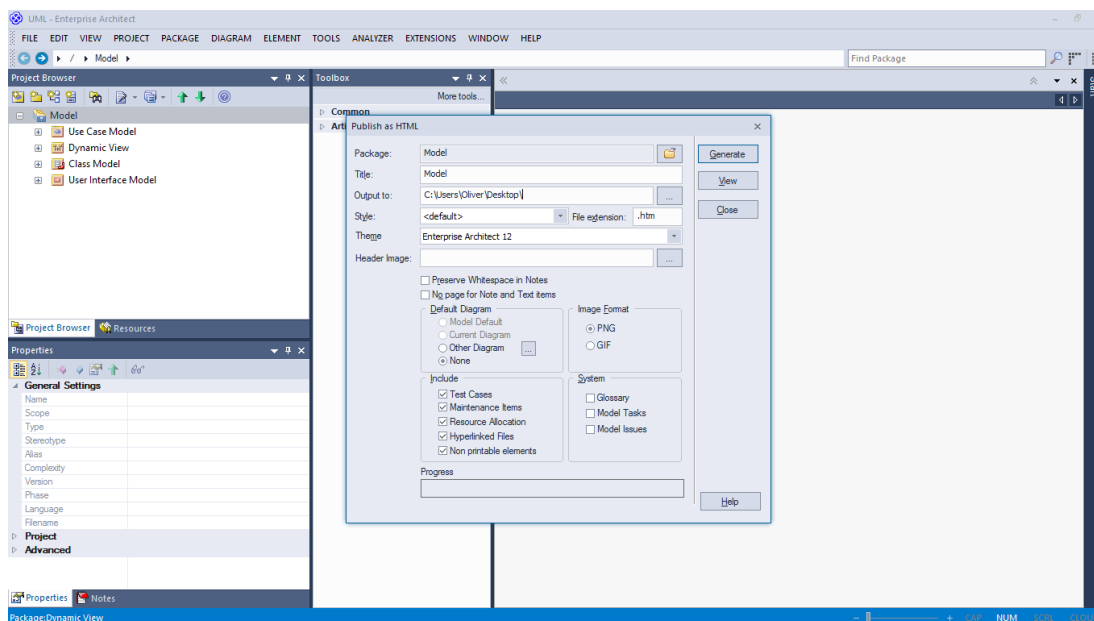 UML - Enterprise Architect
FILE EDIT VIEW PROJECT PACKAGE DIAGRAM ELEMENT TOOLS ANALYZER EXTENSIONS WINDOW HELP
/ Model
Find Package
Project Browser
Model
Use Case Model
Dynamic View
Class Model
User Interface Model
Project Browser Resources
Properties
General Settings
Name
Scope
Type
Stereotype
Alias
Complexity
Version
Phase
Language
Filename
Project
Advanced
Properties Notes
Toolbox
More tools...
Common
Arti
Publish as HTML
Package: Model
Title: Model
Output to: C:\Users\Oliver\Desktop\ ...
Style: <default> File extension: .htm
Theme Enterprise Architect 12
Header Image: ...
Preserve Whitespace in Notes
No page for Note and Text items
Default Diagram
Model Default
Current Diagram
Other Diagram ...
None
Image Format
PNG
GIF
Include
Test Cases
Maintenance Items
Resource Allocation
Hyperlinked Files
Non printable elements
System
Glossary
Model Tasks
Model Issues
Progress
Generate
View
Close
Help
Package:Dynamic View
CAP NUM SCRL CLOU